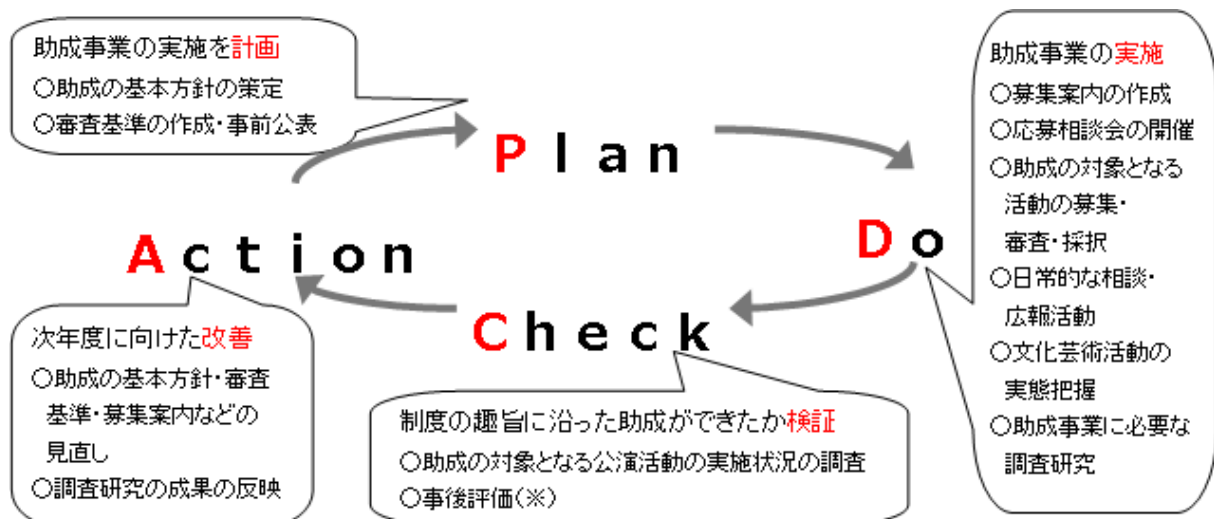 助成事業の実施を計画
○助成の基本方針の策定
○審査基準の作成・事前公表
Plan
助成事業の実施
○募集案内の作成
○応募相談会の開催
○助成の対象となる
活動の募集・
審査・採択
○日常的な相談・
広報活動
○文化芸術活動の
実態把握
○助成事業に必要な
調査研究
Do
Check
制度の趣旨に沿った助成ができたか検証
○助成の対象となる公演活動の実施状況の調査
○事後評価(※)
Action
次年度に向けた改善
○助成の基本方針・審査
基準・募集案内などの
見直し
○調査研究の成果の反映